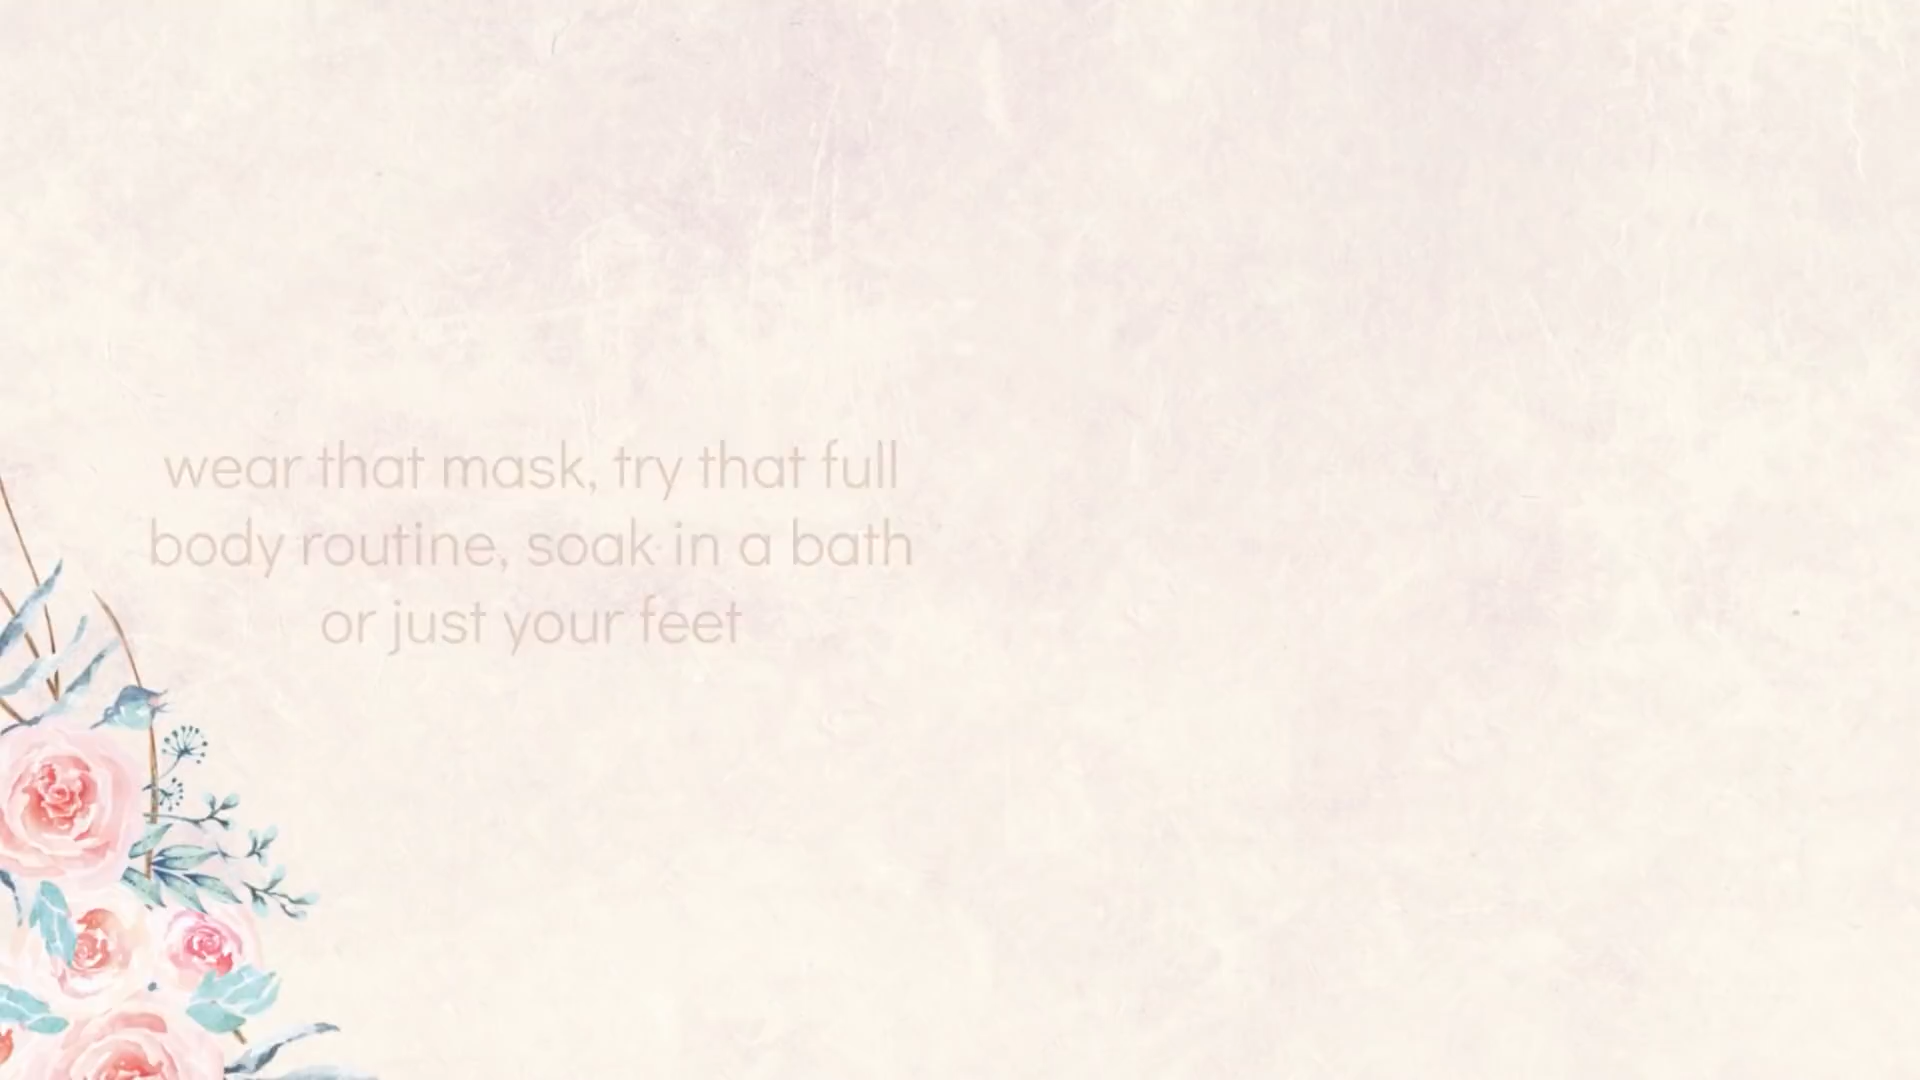 wear that mask, try that full
body routine, soak in a bath
or just your feet